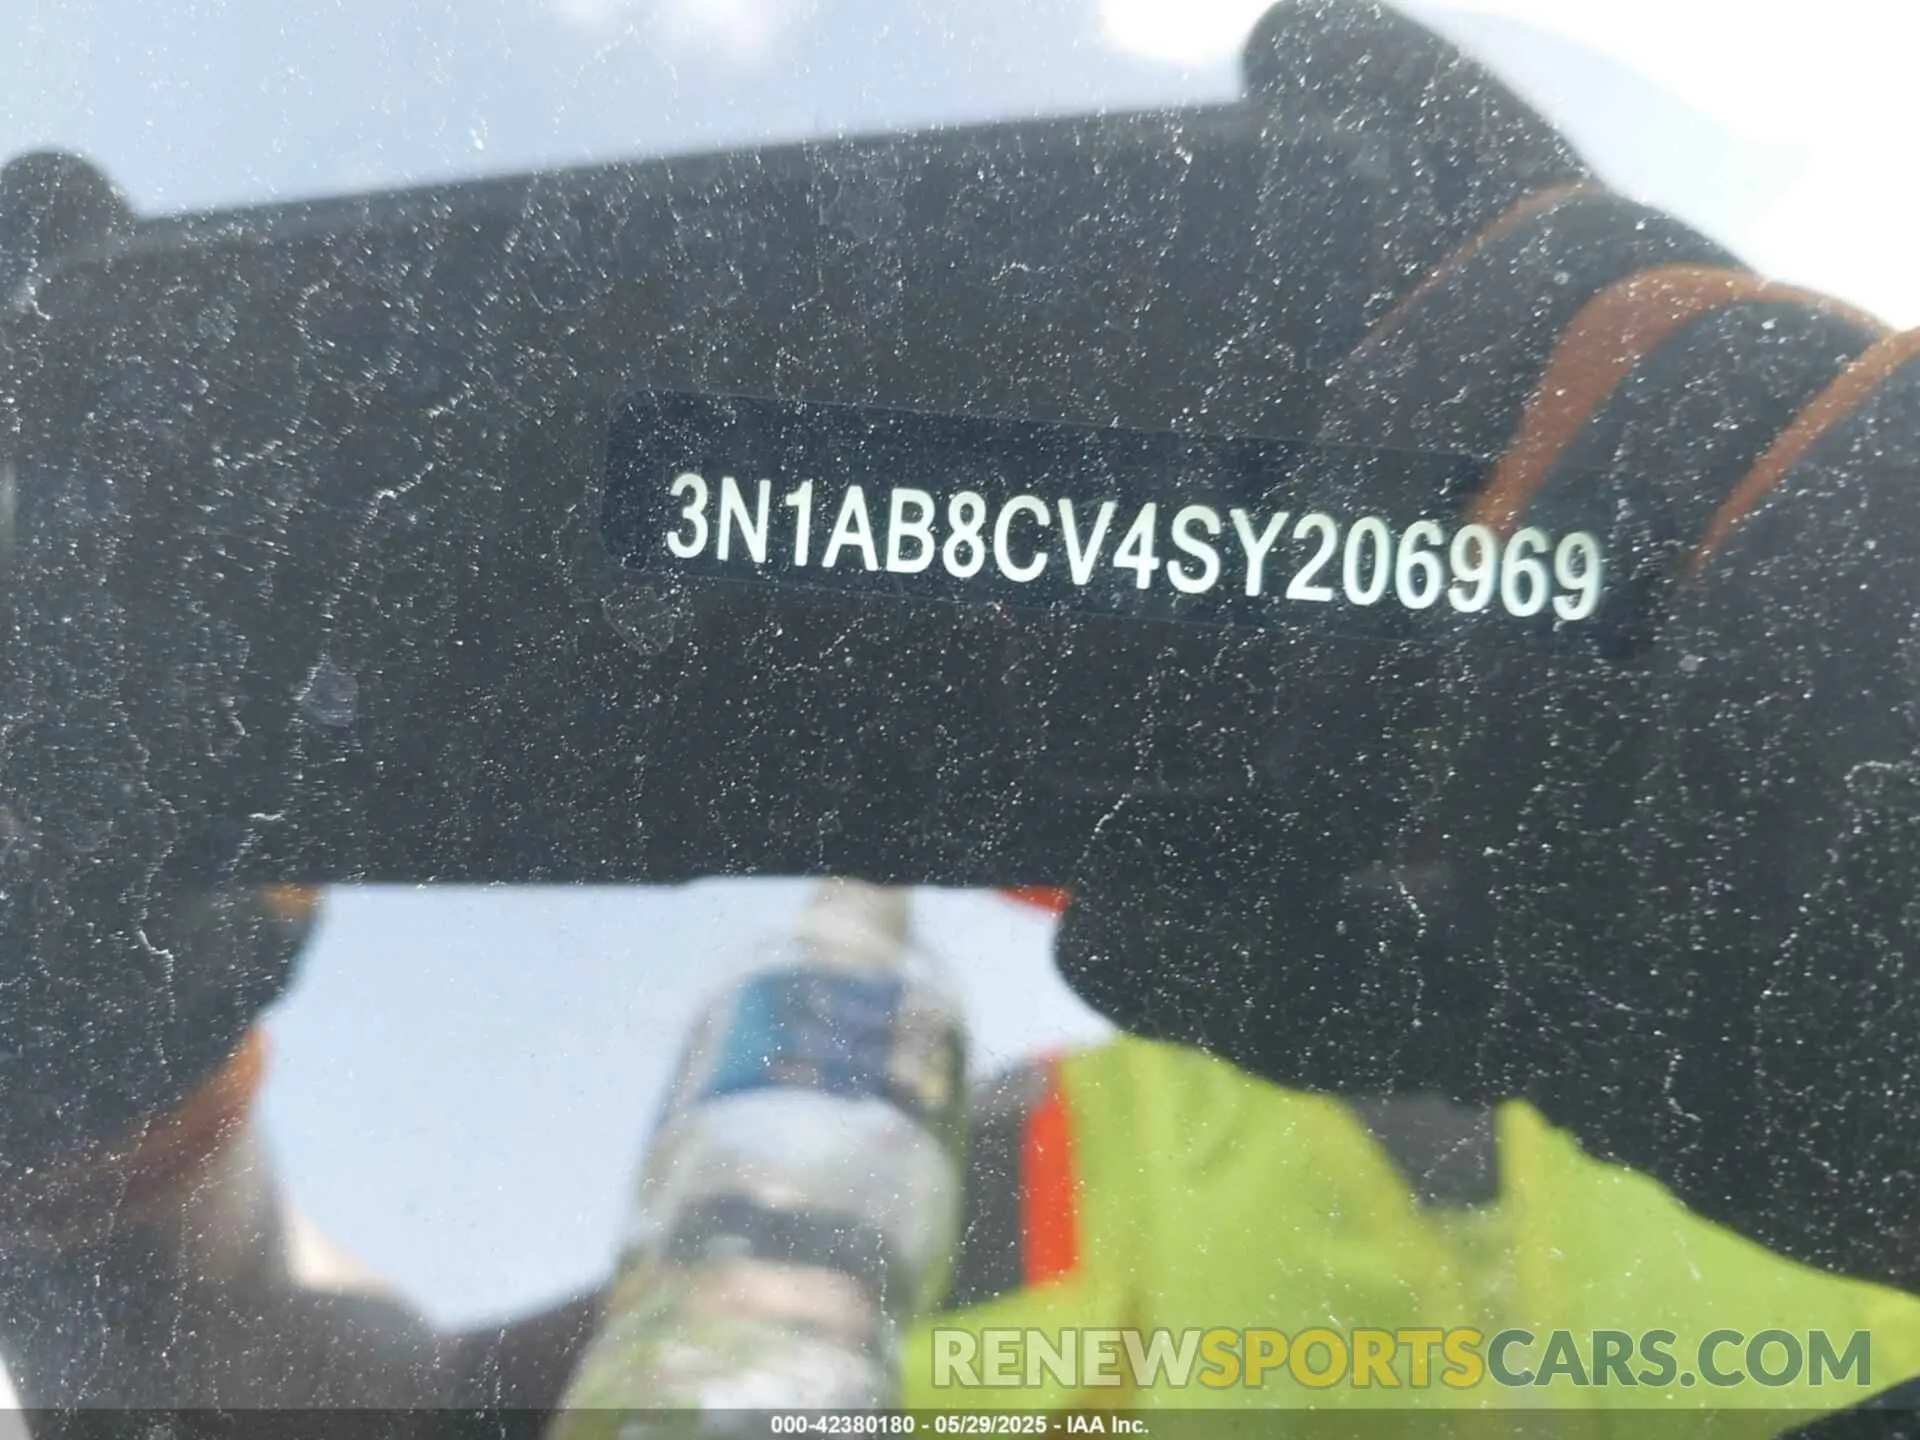 3N1AB8CV4SY206969
RENEWSPORTSCARS.COM
000-42380180 - 05/29/2025 - IAA Inc.